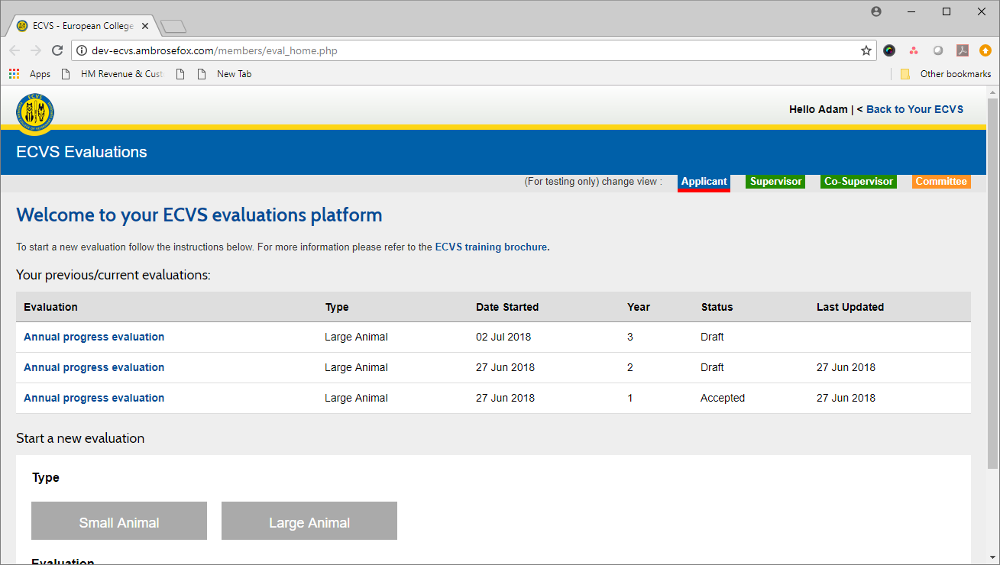 ECVS - European College
dev-ecvs.ambrosefox.com/members/eval_home.php
Apps HM Revenue & Cust New Tab Other bookmarks
ECVS
Hello Adam | < Back to Your ECVS
ECVS Evaluations
(For testing only) change view : Applicant Supervisor Co-Supervisor Committee
Welcome to your ECVS evaluations platform
To start a new evaluation follow the instructions below. For more information please refer to the ECVS training brochure.
Your previous/current evaluations:
Evaluation Type Date Started Year Status Last Updated
Annual progress evaluation Large Animal 02 Jul 2018 3 Draft
Annual progress evaluation Large Animal 27 Jun 2018 2 Draft 27 Jun 2018
Annual progress evaluation Large Animal 27 Jun 2018 1 Accepted 27 Jun 2018
Start a new evaluation
Type
Small Animal Large Animal
Evaluation